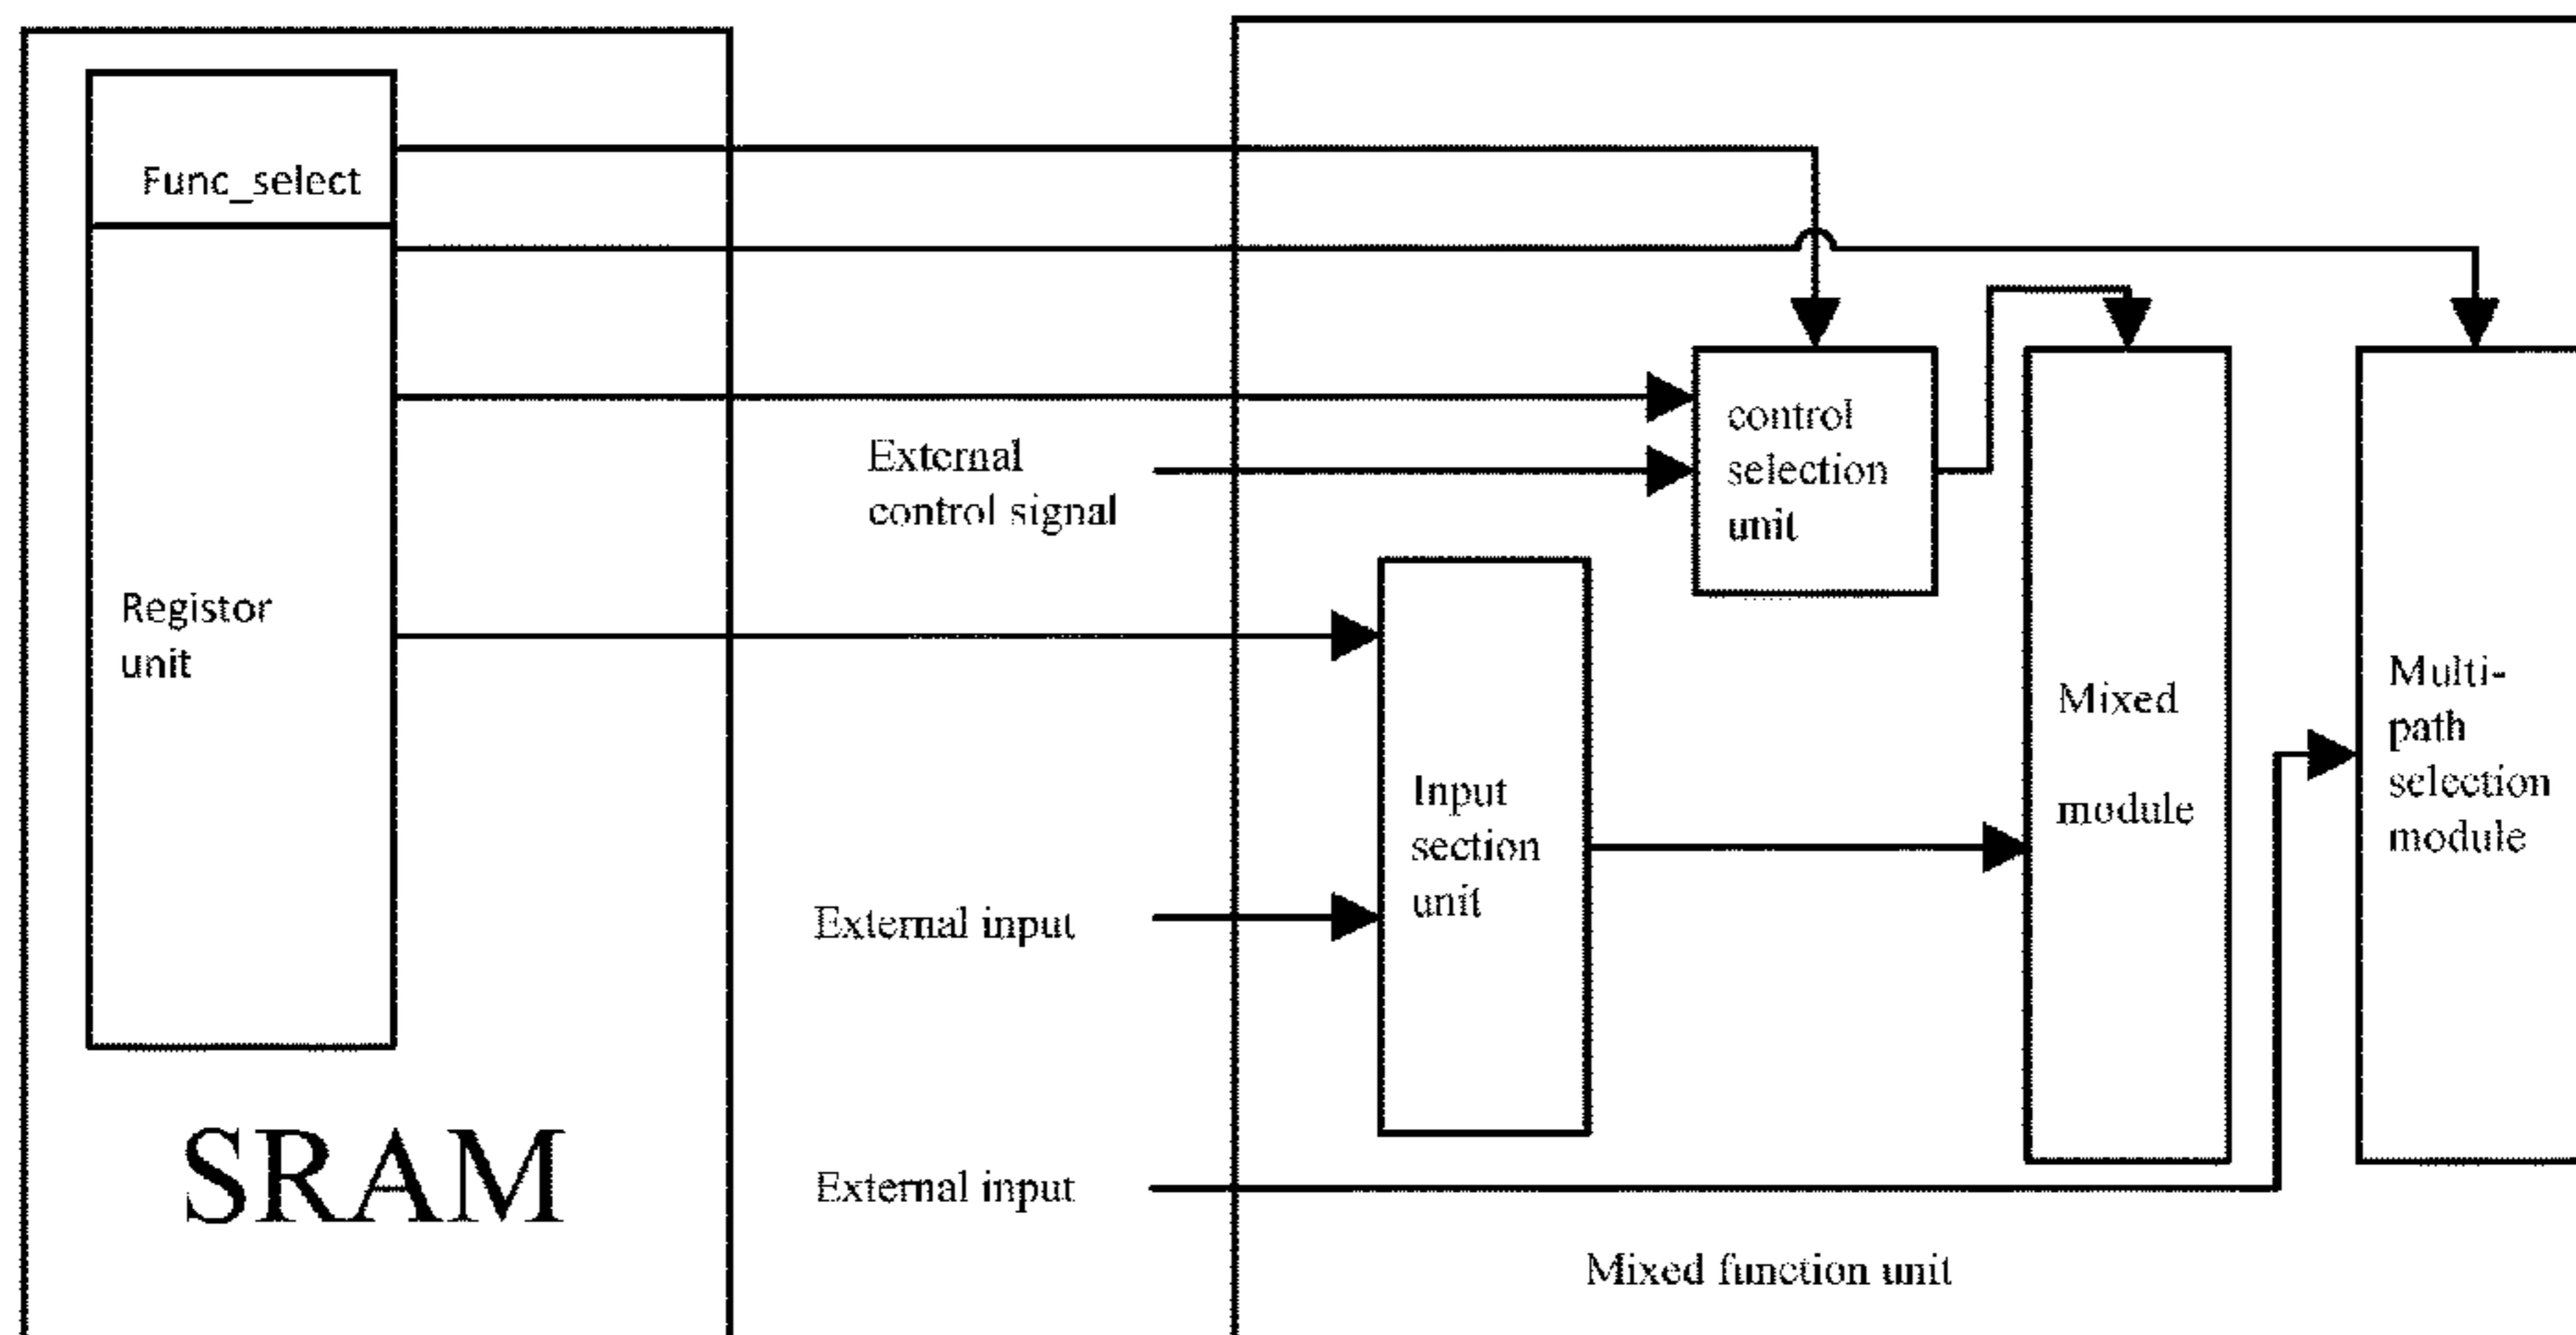 Func_select
Registor
unit
SRAM
External
control signal
External input
External input
control
selection
unit
Input
section
unit
Mixed
module
Multi-
path
selection
module
Mixed function unit